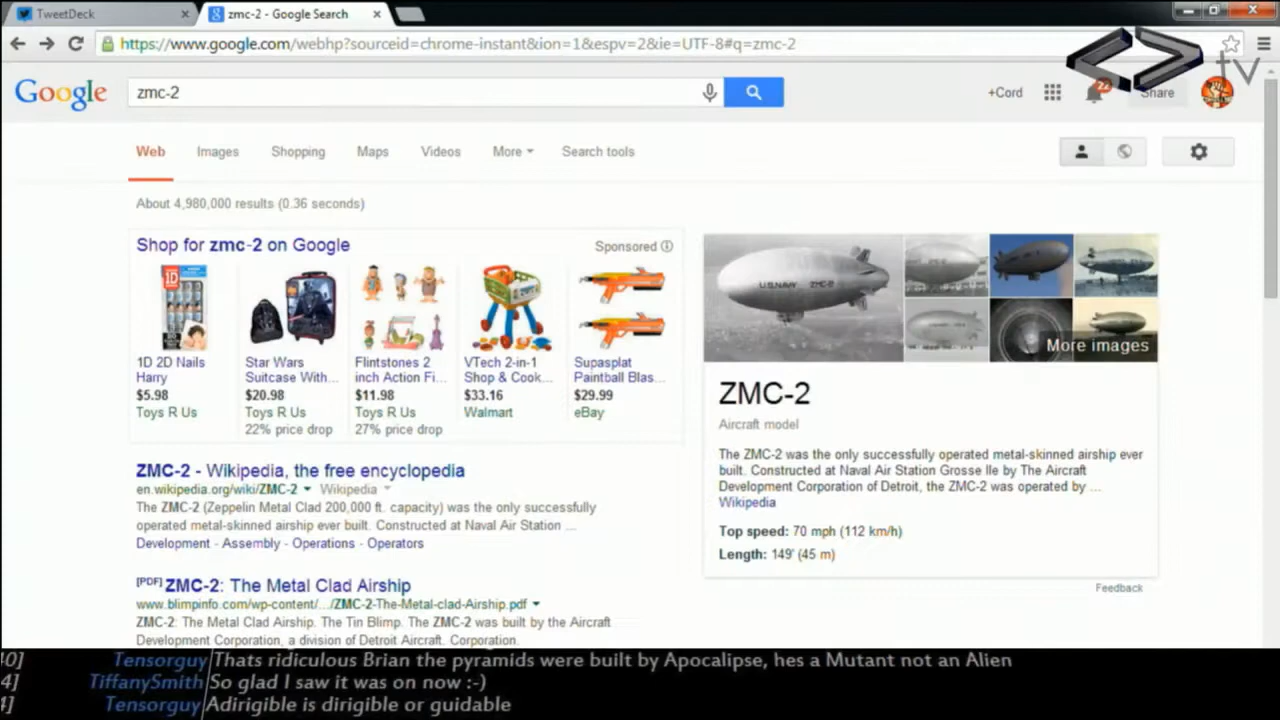 TweetDeck
zmc-2 - Google Search
https://www.google.com/webhp?sourceid=chrome-instant&ion=1&espv=2&ie=UTF-8#q=zmc-2
tv
Google
zmc-2
+Cord
22
Share
Web
Images
Shopping
Maps
Videos
More
Search tools
About 4,980,000 results (0.36 seconds)
Shop for zmc-2 on Google
Sponsored
1D 2D Nails Harry
$5.98
Toys R Us
Star Wars Suitcase With...
$20.98
Toys R Us
22% price drop
Flintstones 2 inch Action Fi...
$11.98
Toys R Us
27% price drop
VTech 2-in-1 Shop & Cook...
$33.16
Walmart
Supasplat Paintball Blas...
$29.99
eBay
ZMC-2 - Wikipedia, the free encyclopedia
en.wikipedia.org/wiki/ZMC-2 Wikipedia
The ZMC-2 (Zeppelin Metal Clad 200,000 ft. capacity) was the only successfully
operated metal-skinned airship ever built. Constructed at Naval Air Station ...
Development - Assembly - Operations - Operators
[PDF] ZMC-2: The Metal Clad Airship
www.blimpinfo.com/wp-content/.../ZMC-2-The-Metal-clad-Airship.pdf
ZMC-2: The Metal Clad Airship. The Tin Blimp. The ZMC-2 was built by the Aircraft
Development Corporation, a division of Detroit Aircraft. Corporation.
U.S. NAVY ZMC-2
More images
ZMC-2
Aircraft model
The ZMC-2 was the only successfully operated metal-skinned airship ever
built. Constructed at Naval Air Station Grosse Ile by The Aircraft
Development Corporation of Detroit, the ZMC-2 was operated by ...
Wikipedia
Top speed: 70 mph (112 km/h)
Length: 149' (45 m)
Feedback
40] Tensorguy Thats ridiculous Brian the pyramids were built by Apocalipse, hes a Mutant not an Alien
4] TiffanySmith So glad I saw it was on now :-)
4] Tensorguy Adirigible is dirigible or guidable